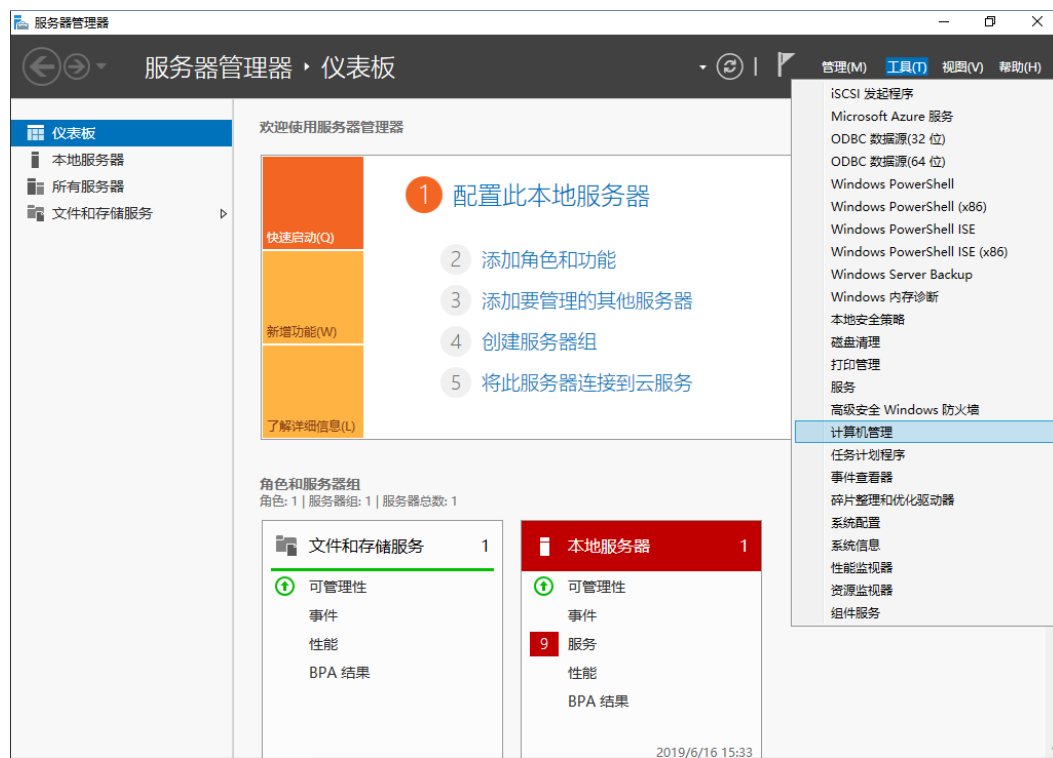 服务器管理器
服务器管理器 · 仪表板
管理(M) 工具(T) 视图(V) 帮助(H)
仪表板
本地服务器
所有服务器
文件和存储服务
欢迎使用服务器管理器
快速启动(Q)
新增功能(W)
了解详细信息(L)
1 配置此本地服务器
2 添加角色和功能
3 添加要管理的其他服务器
4 创建服务器组
5 将此服务器连接到云服务
角色和服务器组
角色: 1 | 服务器组: 1 | 服务器总数: 1
文件和存储服务 1
可管理性
事件
性能
BPA 结果
本地服务器 1
可管理性
事件
9 服务
性能
BPA 结果
2019/6/16 15:33
iSCSI 发起程序
Microsoft Azure 服务
ODBC 数据源(32 位)
ODBC 数据源(64 位)
Windows PowerShell
Windows PowerShell (x86)
Windows PowerShell ISE
Windows PowerShell ISE (x86)
Windows Server Backup
Windows 内存诊断
本地安全策略
磁盘清理
打印管理
服务
高级安全 Windows 防火墙
计算机管理
任务计划程序
事件查看器
碎片整理和优化驱动器
系统配置
系统信息
性能监视器
资源监视器
组件服务